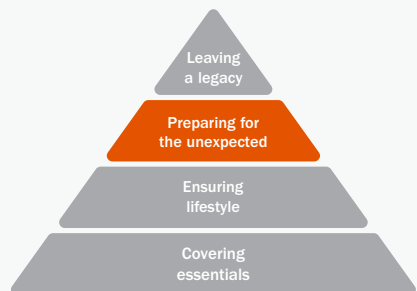 Leaving
a legacy
Preparing for
the unexpected
Ensuring
lifestyle
Covering
essentials